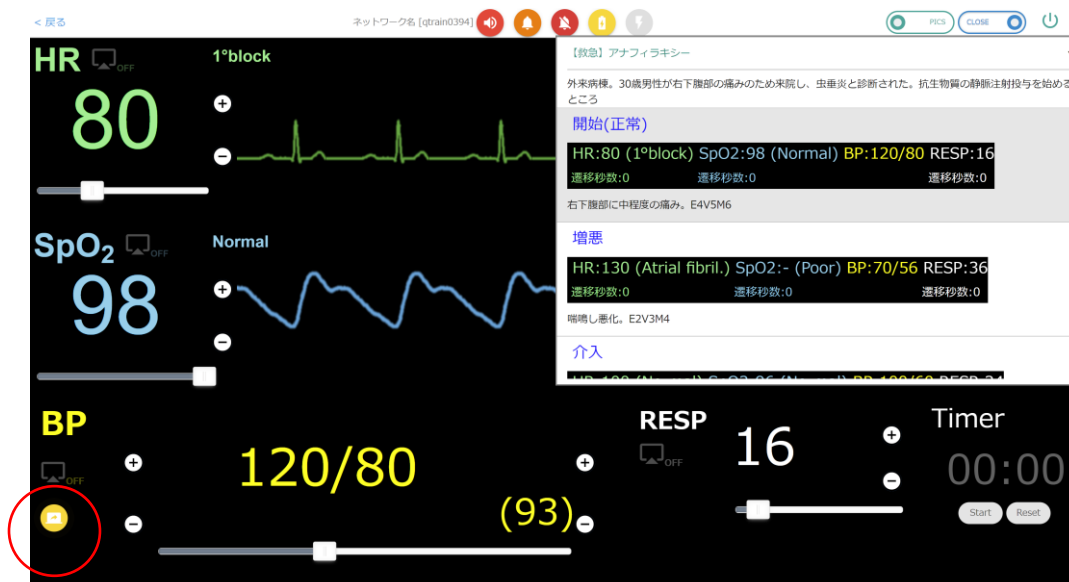 < 戻る
ネットワーク名 [qtrain0394]
PICS
CLOSE
HR
OFF
1°block
80
SpO₂
OFF
Normal
98
【救急】アナフィラキシー
外来病棟。30歳男性が右下腹部の痛みのため来院し、虫垂炎と診断された。抗生物質の静脈注射投与を始める
ところ
開始(正常)
HR:80 (1°block) SpO2:98 (Normal) BP:120/80 RESP:16
遷移秒数:0 遷移秒数:0 遷移秒数:0
右下腹部に中程度の痛み。E4V5M6
増悪
HR:130 (Atrial fibril.) SpO2:- (Poor) BP:70/56 RESP:36
遷移秒数:0 遷移秒数:0 遷移秒数:0
喘鳴し悪化。E2V3M4
介入
BP
OFF
120/80
(93)
RESP
OFF
16
Timer
00:00
Start
Reset